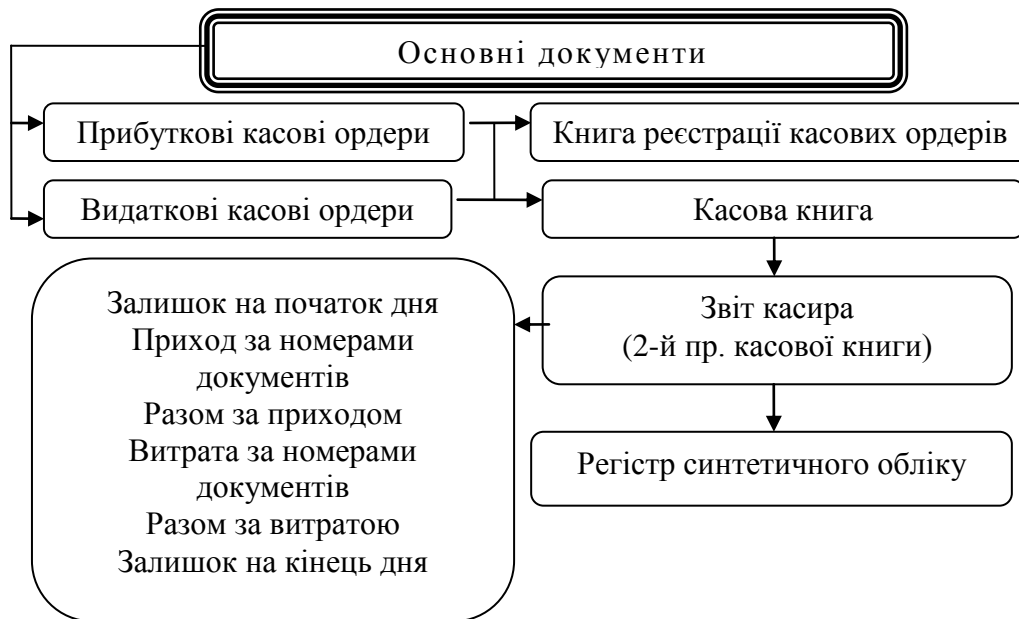 Основні документи
Прибуткові касові ордери
Книга реєстрації касових ордерів
Видаткові касові ордери
Касова книга
Залишок на початок дня
Приход за номерами
документів
Разом за приходом
Витрата за номерами
документів
Разом за витратою
Залишок на кінець дня
Звіт касира
(2-й пр. касової книги)
Регістр синтетичного обліку